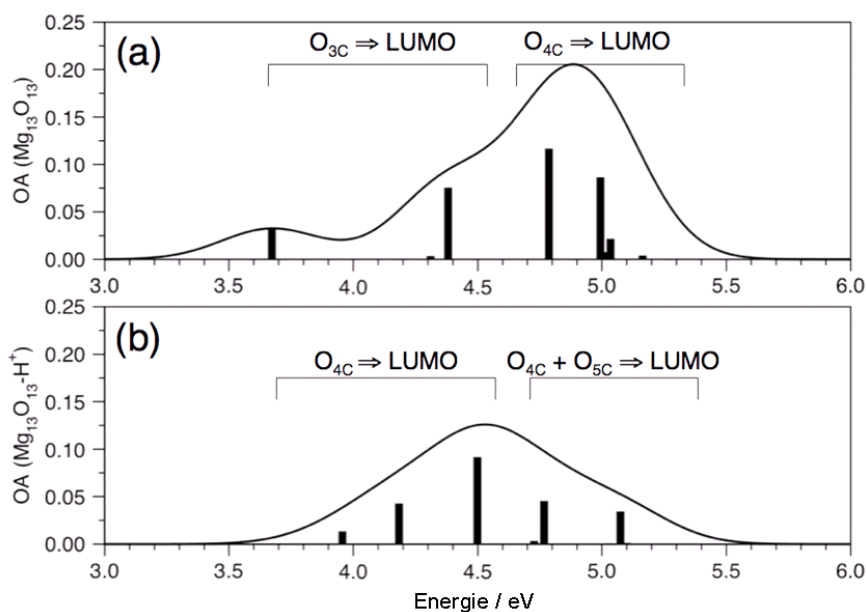 (a)
O3C ⇒ LUMO
O4C ⇒ LUMO
OA (Mg13O13)
0.25
0.20
0.15
0.10
0.05
0.00
3.0 3.5 4.0 4.5 5.0 5.5 6.0
(b)
O4C ⇒ LUMO
O4C + O5C ⇒ LUMO
OA (Mg13O13-H+)
0.25
0.20
0.15
0.10
0.05
0.00
3.0 3.5 4.0 4.5 5.0 5.5 6.0
Energie / eV